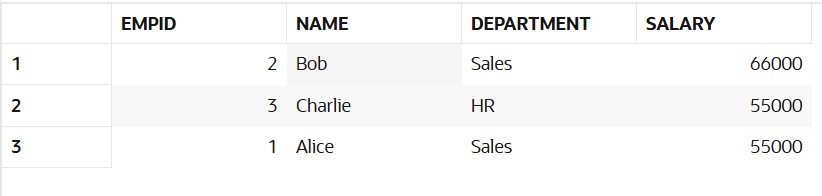 EMPID NAME DEPARTMENT SALARY
1 2 Bob Sales 66000
2 3 Charlie HR 55000
3 1 Alice Sales 55000